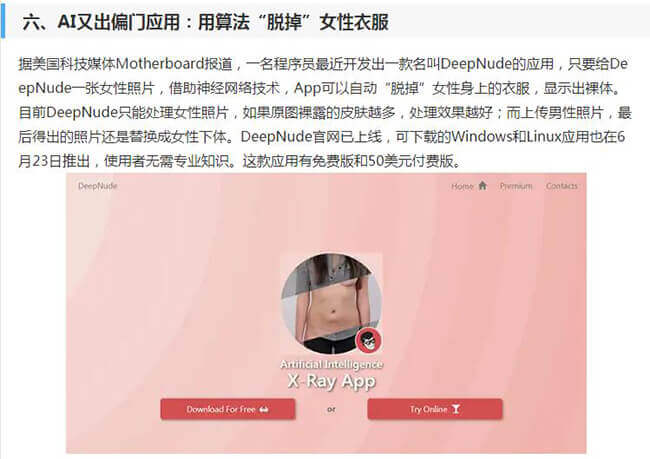 六、AI又出偏门应用：用算法“脱掉”女性衣服
据美国科技媒体Motherboard报道，一名程序员最近开发出一款名叫DeepNude的应用，只要给De
epNude一张女性照片，借助神经网络技术，App可以自动“脱掉”女性身上的衣服，显示出裸体。
目前DeepNude只能处理女性照片，如果原图裸露的皮肤越多，处理效果越好；而上传男性照片，最
后得出的照片还是替换成女性下体。DeepNude官网已上线，可下载的Windows和Linux应用也在6
月23日推出，使用者无需专业知识。这款应用有免费版和50美元付费版。
DeepNude Home Premium Contacts
Artificial Intelligence
X-Ray App
Download For Free or Try Online